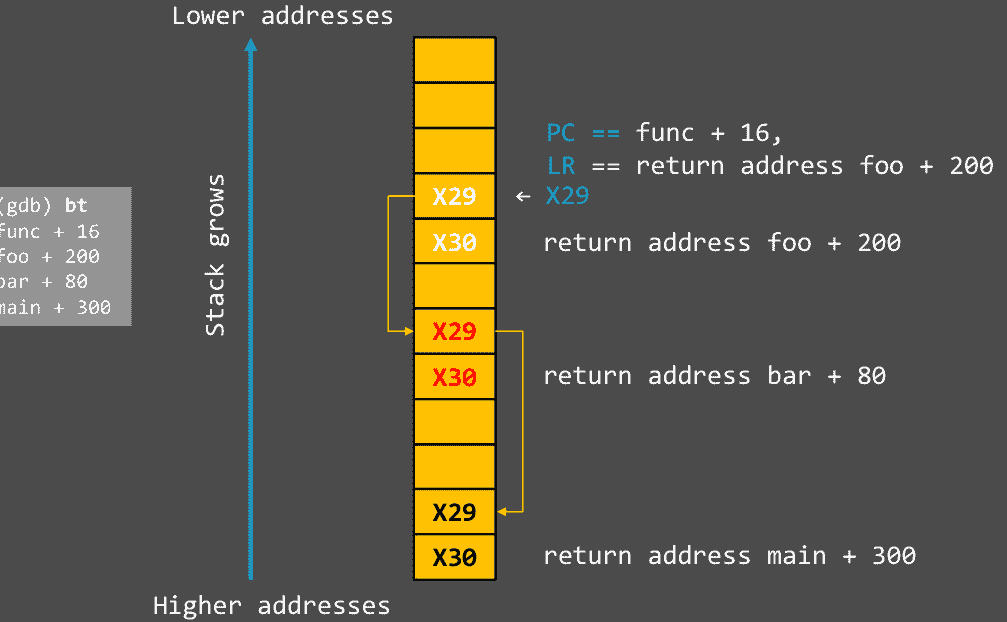 Lower addresses
PC == func + 16,
LR == return address foo + 200
X29 ← X29
X30 return address foo + 200
(gdb) bt
func + 16
foo + 200
bar + 80
main + 300
Stack grows
X29
X30 return address bar + 80
X29
X30 return address main + 300
Higher addresses